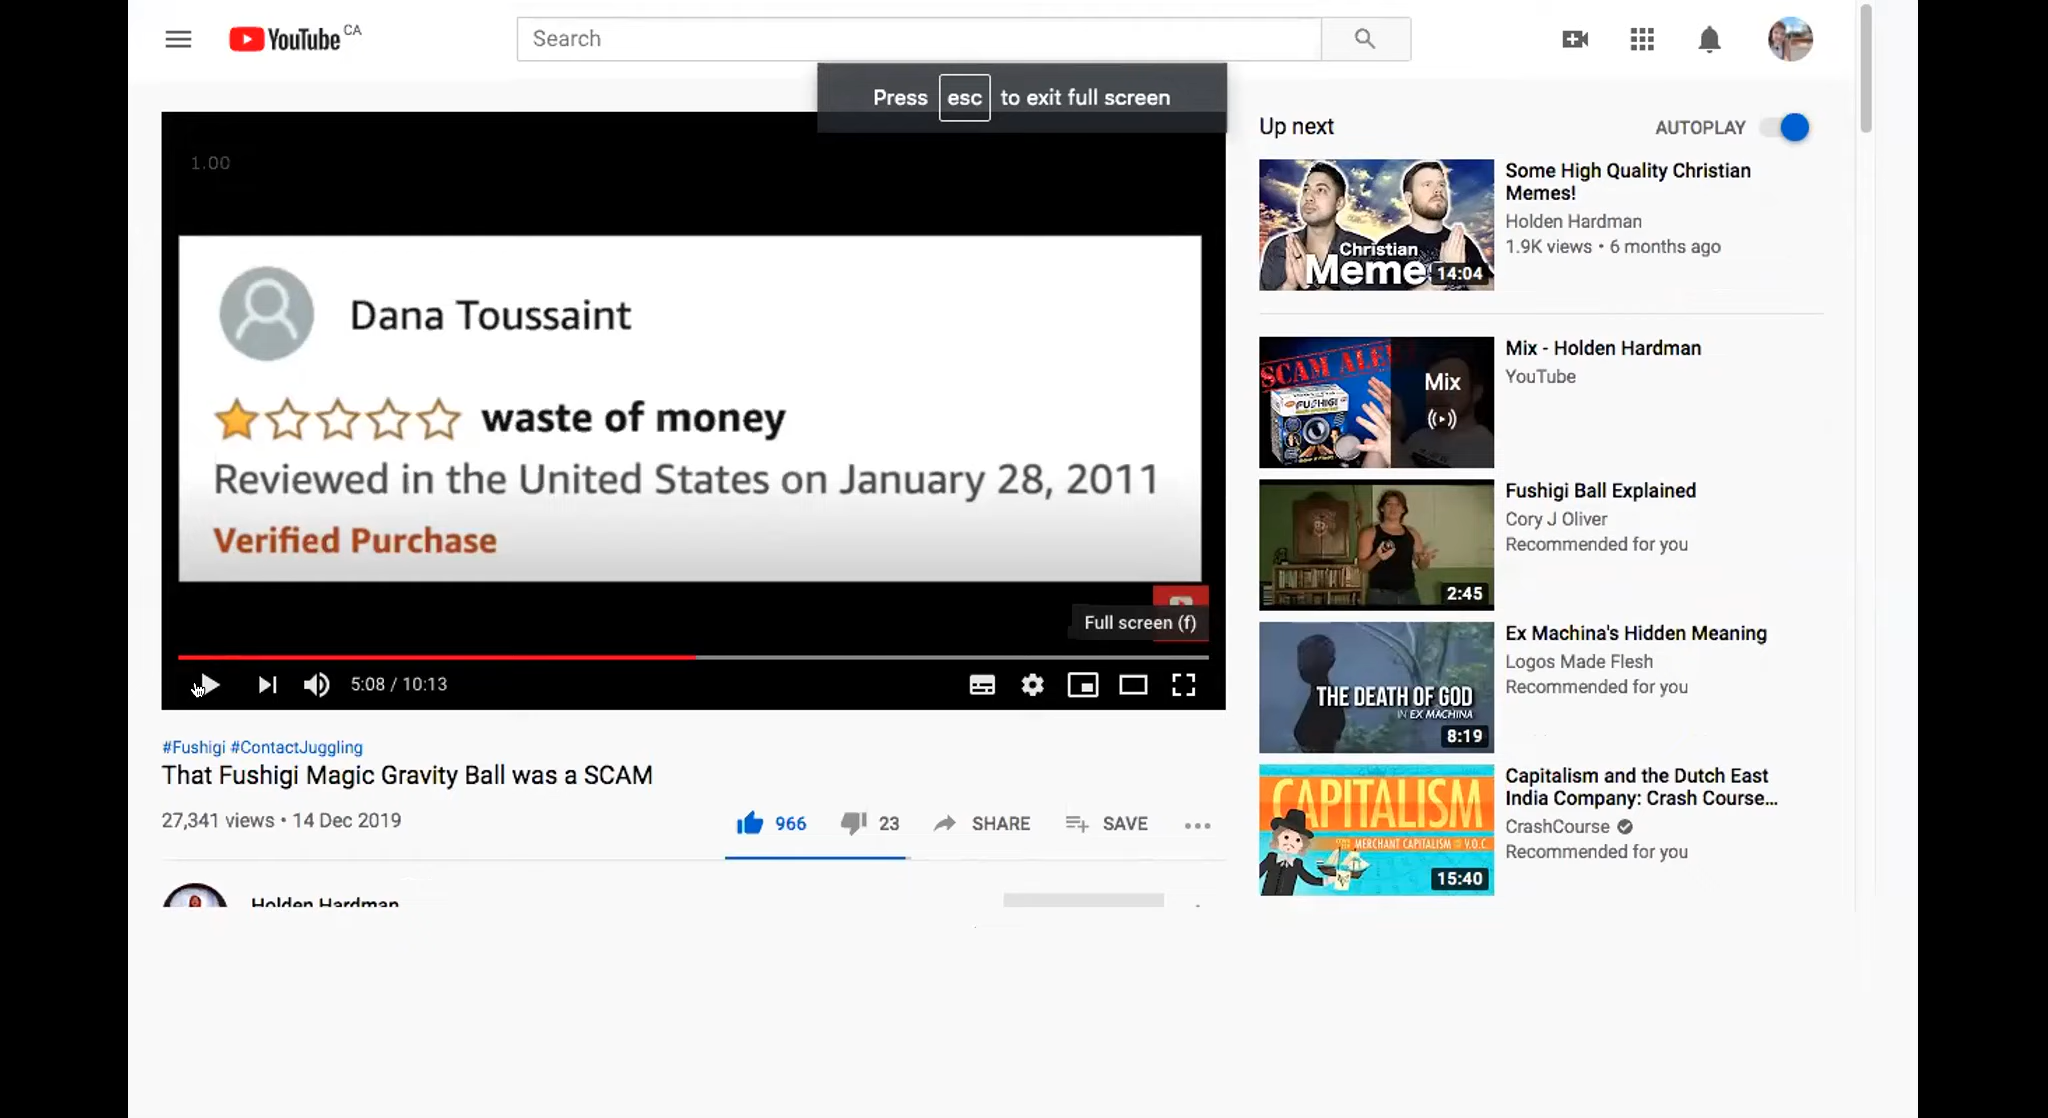 YouTube CA
Search
Press esc to exit full screen
1.00
Dana Toussaint
waste of money
Reviewed in the United States on January 28, 2011
Verified Purchase
Full screen (f)
5:08 / 10:13
#Fushigi #ContactJuggling
That Fushigi Magic Gravity Ball was a SCAM
27,341 views • 14 Dec 2019
966
23
SHARE
SAVE
Holden Hardman
Up next
AUTOPLAY
Christian
Meme
14:04
Some High Quality Christian
Memes!
Holden Hardman
1.9K views • 6 months ago
SCAM ALE
FUSHIGI
Mix
Mix - Holden Hardman
YouTube
2:45
Fushigi Ball Explained
Cory J Oliver
Recommended for you
THE DEATH OF GOD
IN EX MACHINA
8:19
Ex Machina's Hidden Meaning
Logos Made Flesh
Recommended for you
CAPITALISM
MERCHANT CAPITALISM
V.O.C.
15:40
Capitalism and the Dutch East
India Company: Crash Course...
CrashCourse
Recommended for you